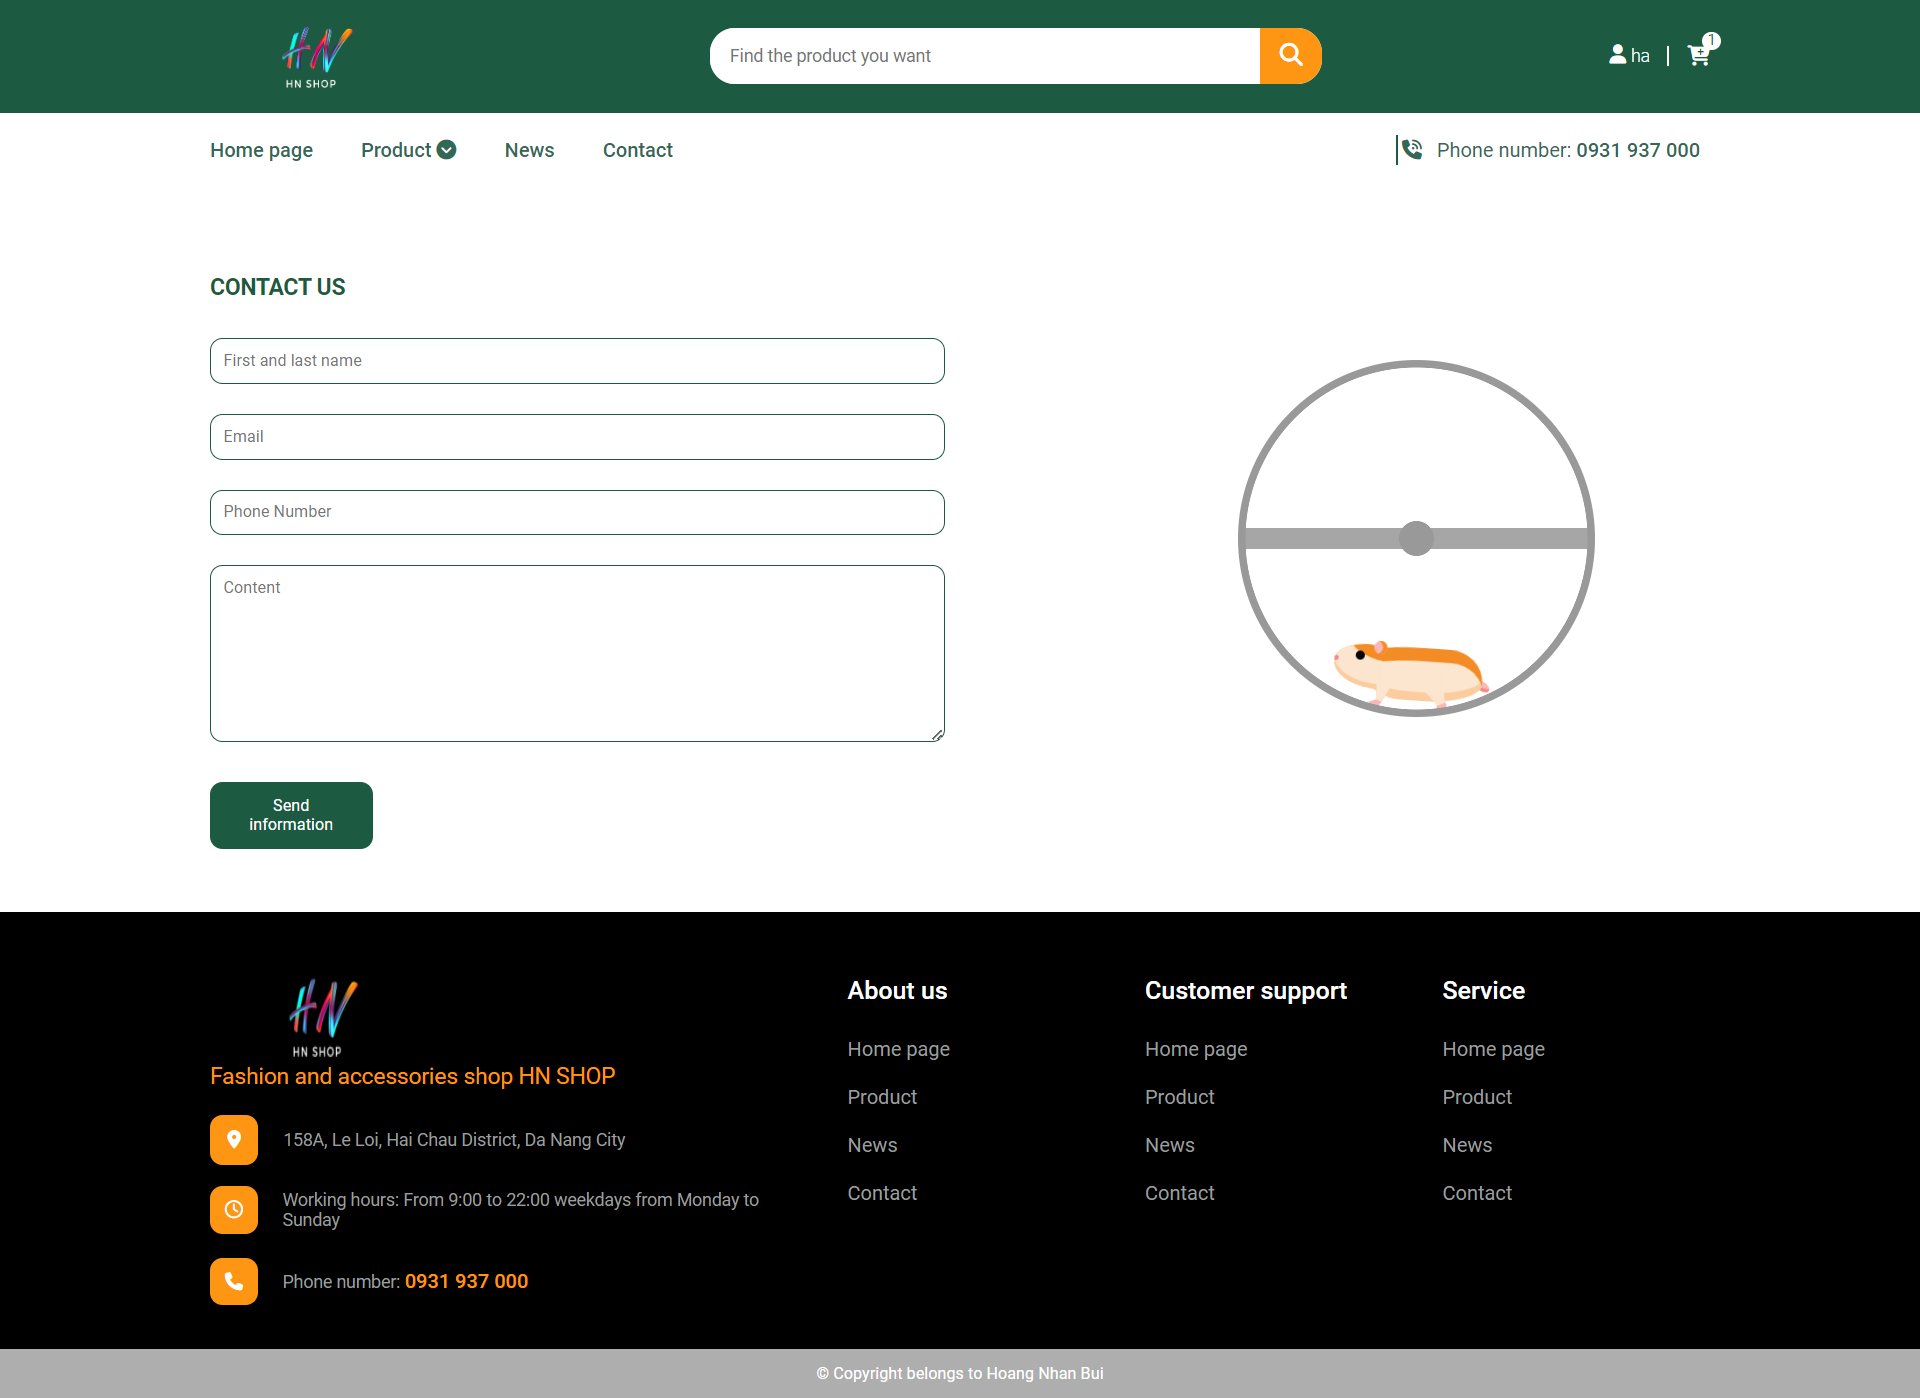 HN
HN SHOP
Find the product you want
ha
1
Home page
Product
News
Contact
Phone number: 0931 937 000
CONTACT US
First and last name
Email
Phone Number
Content
Send
information
HN
HN SHOP
Fashion and accessories shop HN SHOP
158A, Le Loi, Hai Chau District, Da Nang City
Working hours: From 9:00 to 22:00 weekdays from Monday to
Sunday
Phone number: 0931 937 000
About us
Home page
Product
News
Contact
Customer support
Home page
Product
News
Contact
Service
Home page
Product
News
Contact
© Copyright belongs to Hoang Nhan Bui